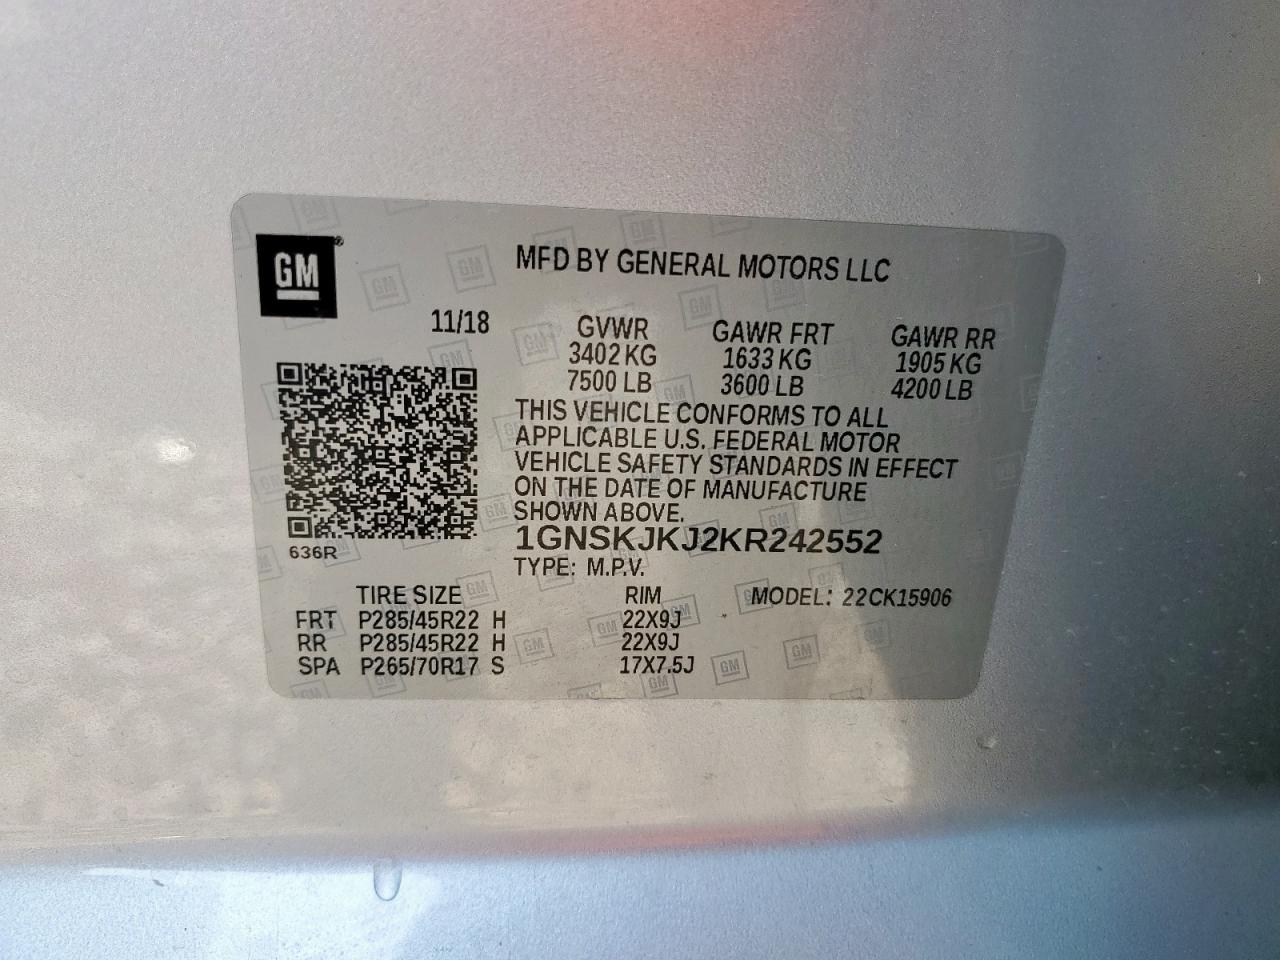 GM
MFD BY GENERAL MOTORS LLC
11/18
GVWR GAWR FRT GAWR RR
3402 KG 1633 KG 1905 KG
7500 LB 3600 LB 4200 LB
THIS VEHICLE CONFORMS TO ALL
APPLICABLE U.S. FEDERAL MOTOR
VEHICLE SAFETY STANDARDS IN EFFECT
ON THE DATE OF MANUFACTURE
SHOWN ABOVE.
636R
1GNSKJKJ2KR242552
TYPE: M.P.V.
TIRE SIZE RIM MODEL: 22CK15906
FRT P285/45R22 H 22X9J
RR P285/45R22 H 22X9J
SPA P265/70R17 S 17X7.5J